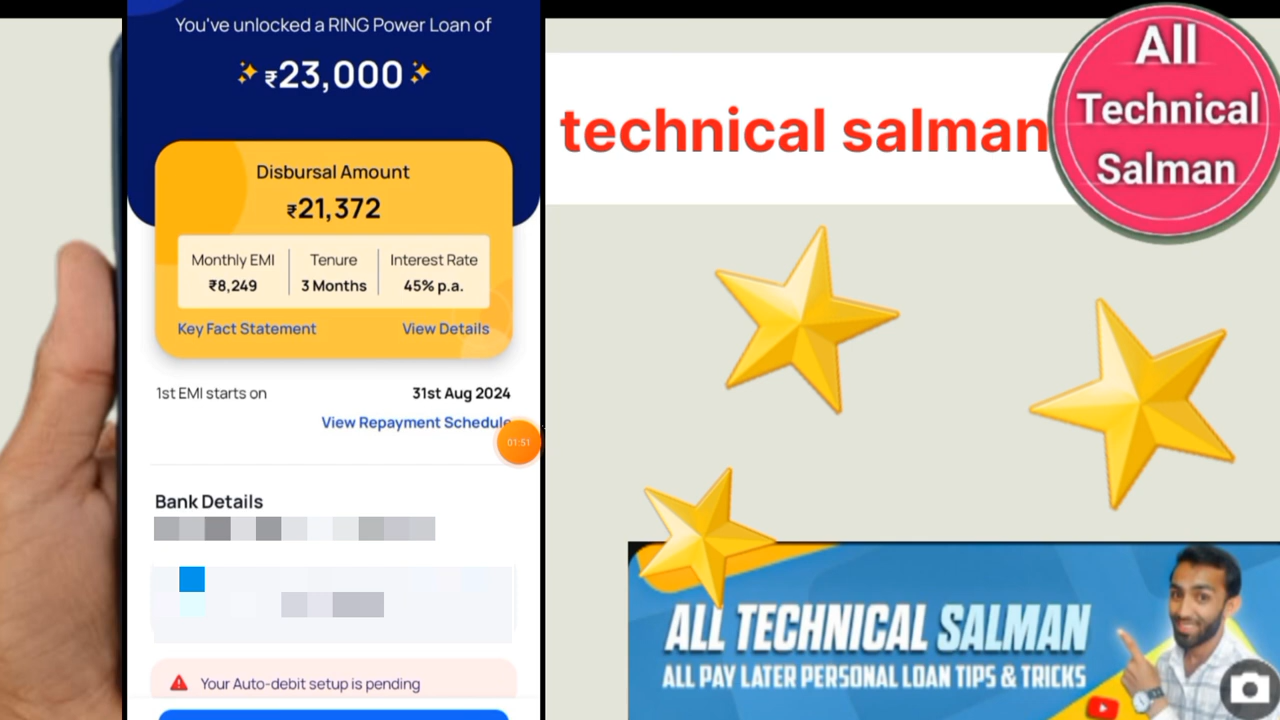 You've unlocked a RING Power Loan of
₹23,000
Disbursal Amount
₹21,372
Monthly EMI
₹8,249
Tenure
3 Months
Interest Rate
45% p.a.
Key Fact Statement
View Details
1st EMI starts on
31st Aug 2024
View Repayment Schedule
01:51
Bank Details
Your Auto-debit setup is pending
technical salman
All
Technical
Salman
ALL TECHNICAL SALMAN
ALL PAY LATER PERSONAL LOAN TIPS & TRICKS